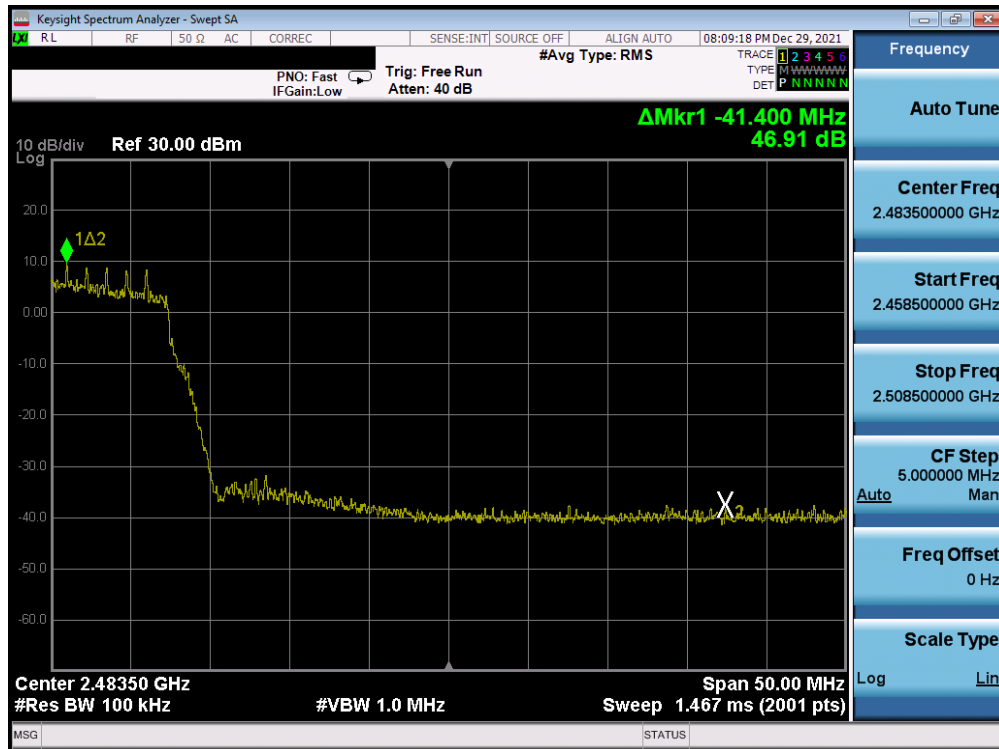 Keysight Spectrum Analyzer - Swept SA
LXI RL RF 50 Ω AC CORREC SENSE:INT SOURCE OFF ALIGN AUTO 08:09:18 PM Dec 29, 2021
#Avg Type: RMS
TRACE 1 2 3 4 5 6
PNO: Fast Trig: Free Run
TYPE M WWWWW
IFGain:Low Atten: 40 dB
DET P N N N N N
ΔMkr1 -41.400 MHz
46.91 dB
10 dB/div Ref 30.00 dBm
Log
20.0
1Δ2
10.0
0.00
-10.0
-20.0
-30.0
-40.0
-50.0
-60.0
Center 2.48350 GHz Span 50.00 MHz
#Res BW 100 kHz #VBW 1.0 MHz Sweep 1.467 ms (2001 pts)
MSG STATUS
Frequency
Auto Tune
Center Freq
2.483500000 GHz
Start Freq
2.458500000 GHz
Stop Freq
2.508500000 GHz
CF Step
5.000000 MHz
Auto Man
Freq Offset
0 Hz
Scale Type
Log Lin